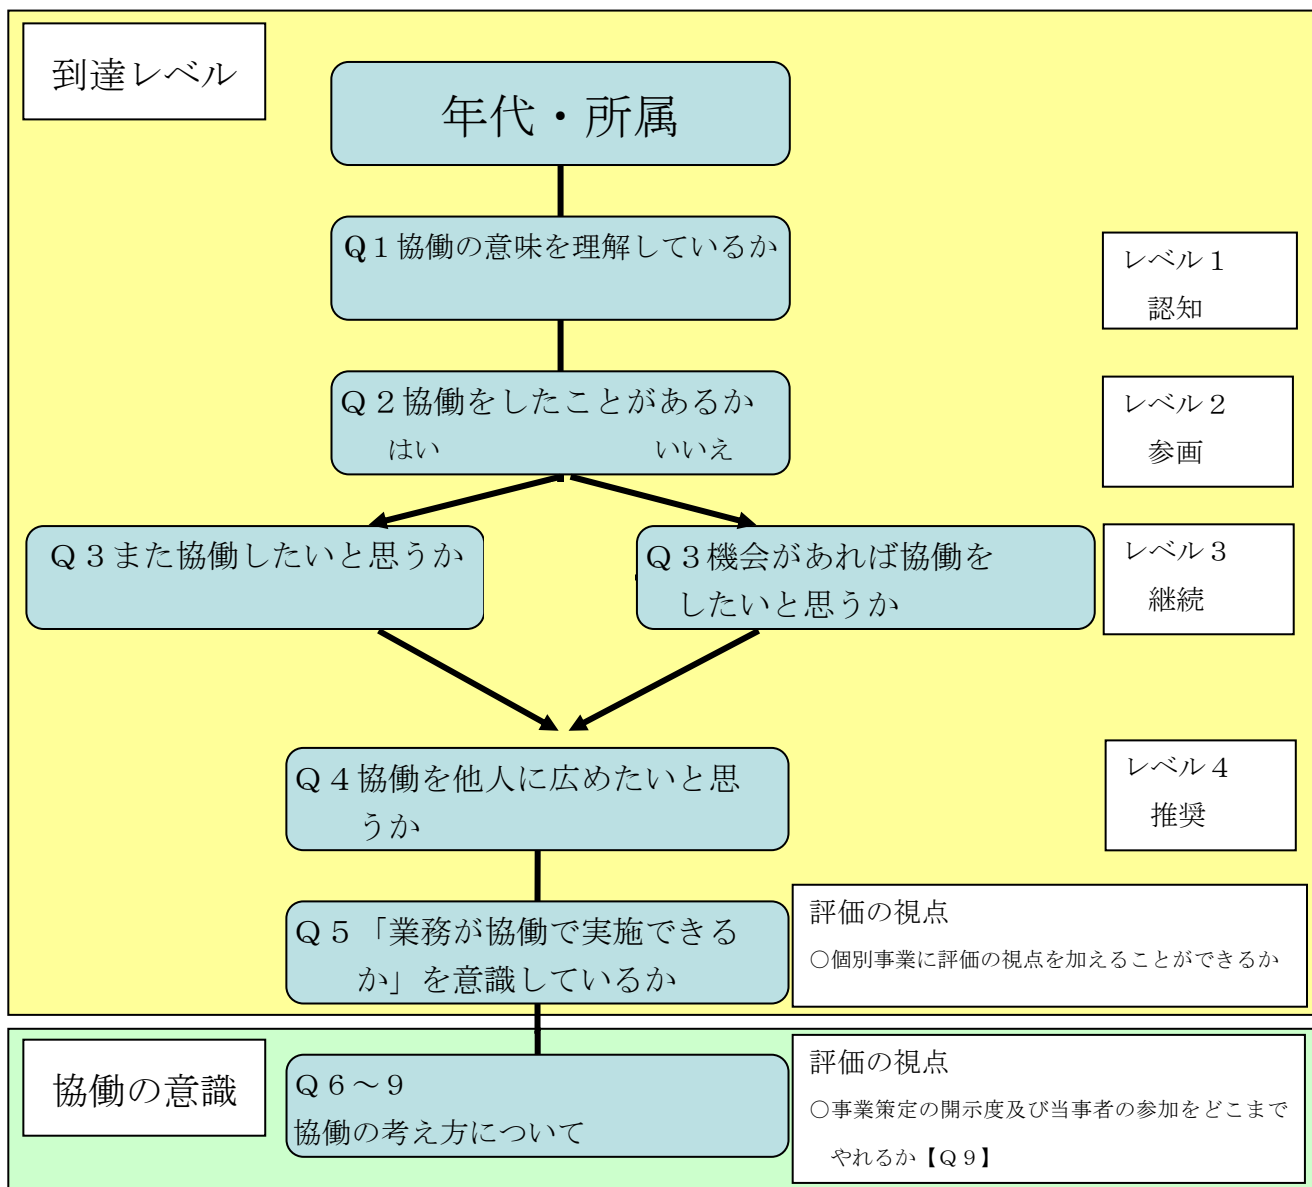 到達レベル
年代・所属
Ｑ１協働の意味を理解しているか
レベル１
認知
Ｑ２協働をしたことがあるか
はい　いいえ
レベル２
参画
Ｑ３また協働したいと思うか
Ｑ３機会があれば協働を
したいと思うか
レベル３
継続
Ｑ４協働を他人に広めたいと思
うか
レベル４
推奨
Ｑ５「業務が協働で実施できる
か」を意識しているか
評価の視点
○個別事業に評価の視点を加えることができるか
協働の意識
Ｑ６～９
協働の考え方について
評価の視点
○事業策定の開示度及び当事者の参加をどこまで
やれるか【Ｑ９】